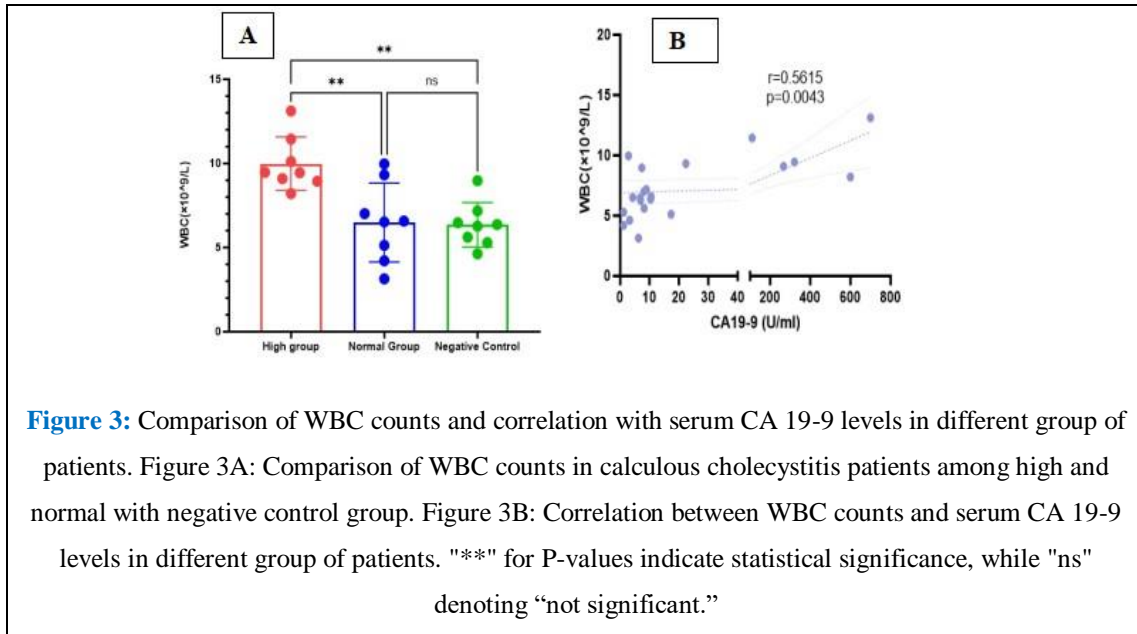 A
**
**
ns
15
10
5
0
WBC(×10^9/L)
High group
Normal Group
Negative Control
B
20
15
10
5
0
WBC(×10^9/L)
r=0.5615
p=0.0043
0 10 20 30 40 200 400 600 800
CA19-9 (U/ml)
Figure 3: Comparison of WBC counts and correlation with serum CA 19-9 levels in different group of
patients. Figure 3A: Comparison of WBC counts in calculous cholecystitis patients among high and
normal with negative control group. Figure 3B: Correlation between WBC counts and serum CA 19-9
levels in different group of patients. "**" for P-values indicate statistical significance, while "ns"
denoting “not significant.”